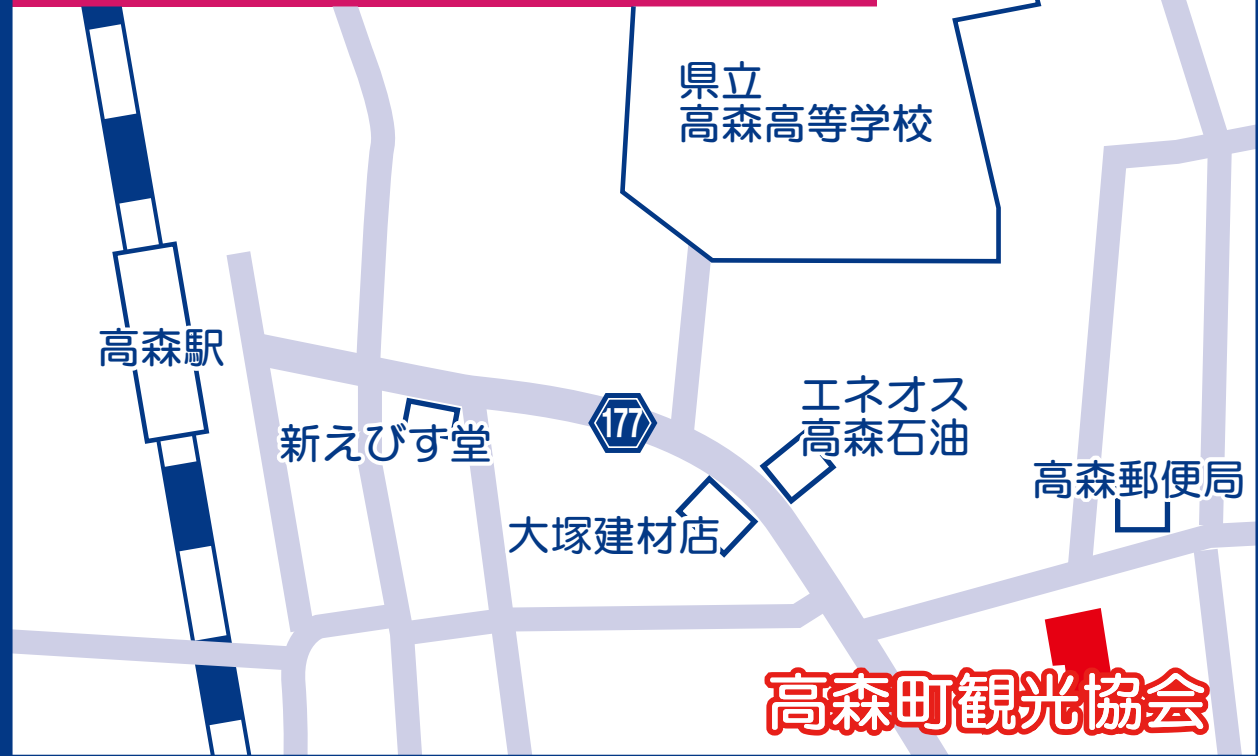 県立
高森高等学校
高森駅
177
エネオス
高森石油
新えびす堂
高森郵便局
大塚建材店
高森町観光協会